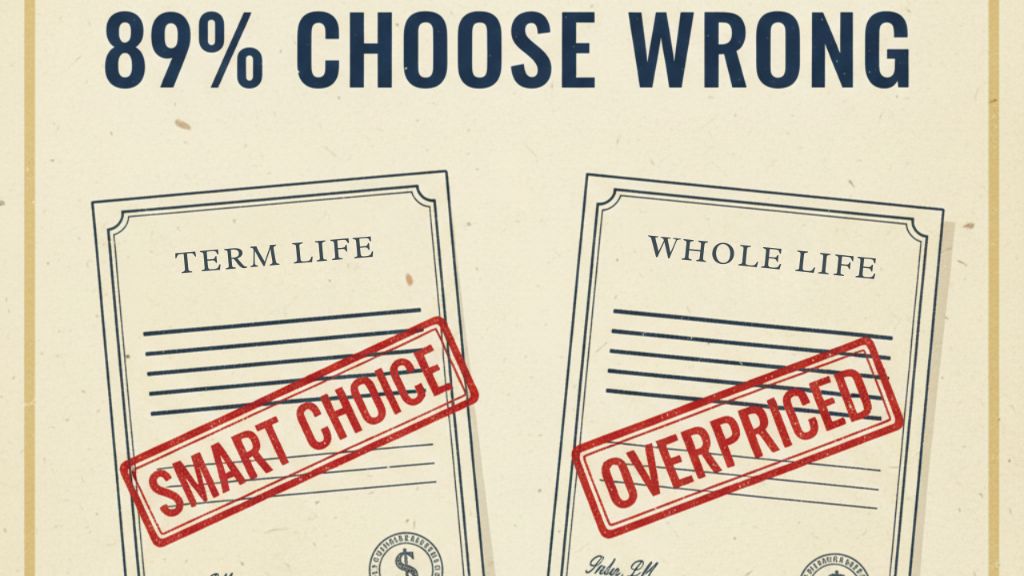 89% CHOOSE WRONG
TERM LIFE
WHOLE LIFE
SMART CHOICE
OVERPRICED